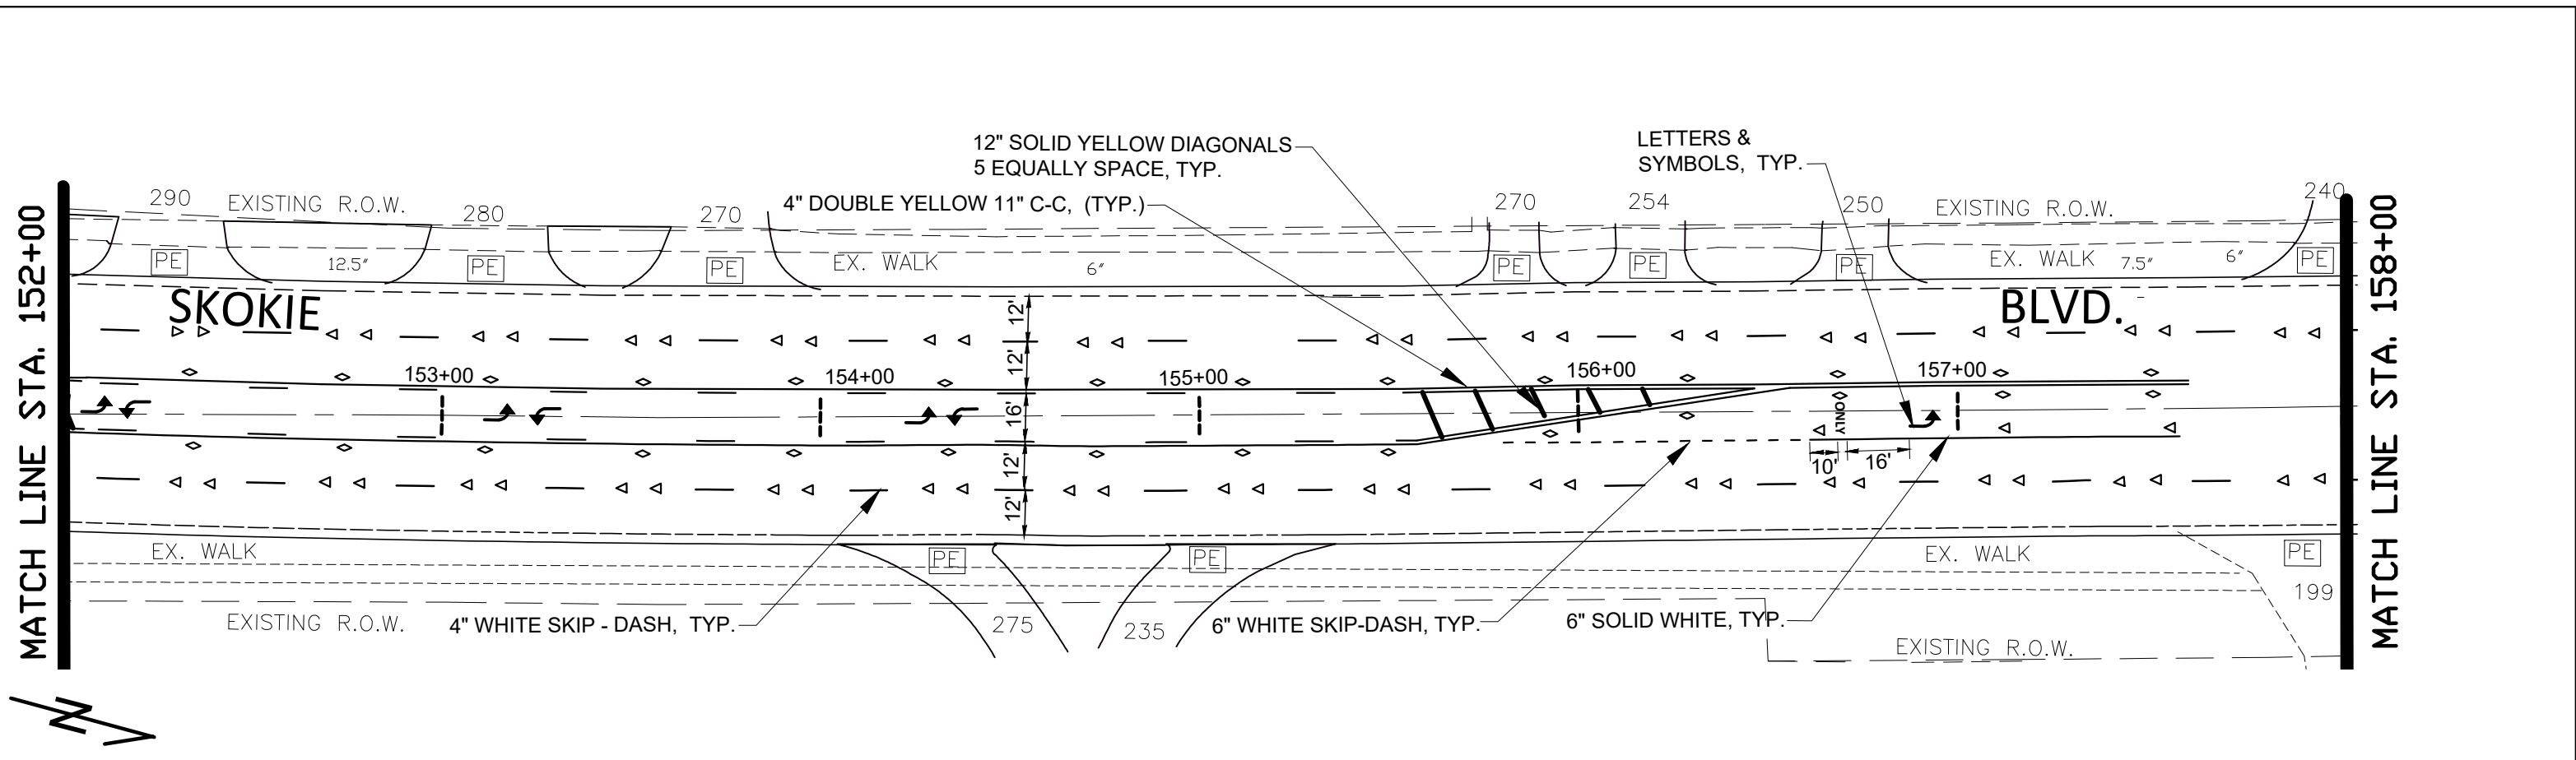 12" SOLID YELLOW DIAGONALS
5 EQUALLY SPACE, TYP.
4" DOUBLE YELLOW 11" C-C, (TYP.)
LETTERS &
SYMBOLS, TYP.
290
EXISTING R.O.W.
280
270
270
254
250
EXISTING R.O.W.
240
PE
12.5"
PE
PE
EX. WALK
6"
PE
PE
PE
EX. WALK
7.5"
6"
PE
MATCH LINE STA. 152+00
SKOKIE
BLVD.
MATCH LINE STA. 158+00
12'
12'
16'
12'
12'
153+00
154+00
155+00
156+00
157+00
ONLY
10'
16'
EX. WALK
PE
PE
EX. WALK
PE
199
EXISTING R.O.W.
4" WHITE SKIP - DASH, TYP.
275
235
6" WHITE SKIP-DASH, TYP.
6" SOLID WHITE, TYP.
EXISTING R.O.W.
N